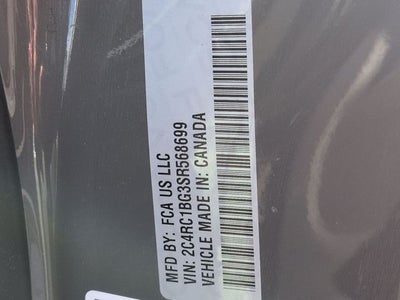 MFD BY: FCA US LLC
VIN: 2C4RC1BG3SR568699
VEHICLE MADE IN: CANADA